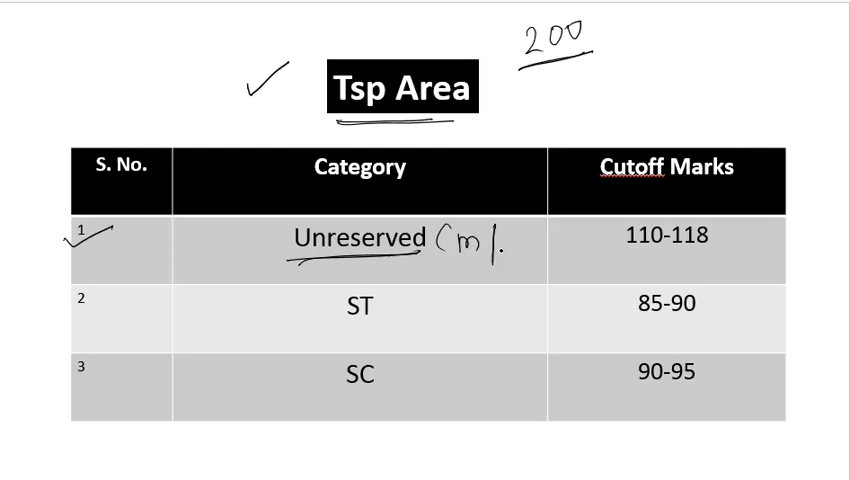 200
Tsp Area
S. No. Category Cutoff Marks
1 Unreserved (m). 110-118
2 ST 85-90
3 SC 90-95